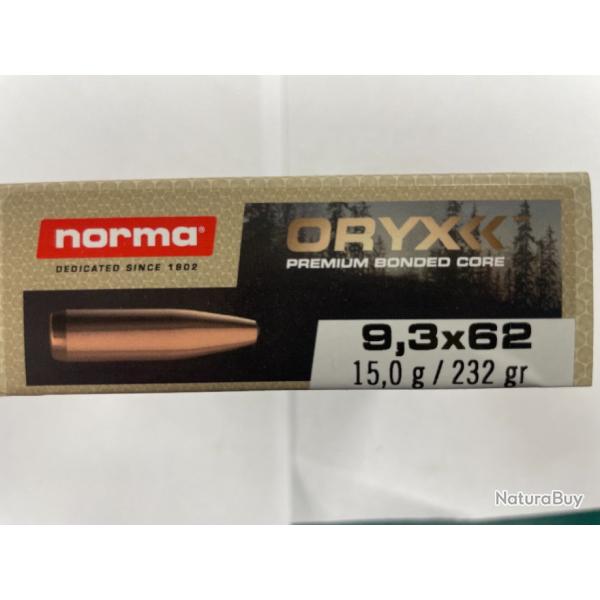 norma®
DEDICATED SINCE 1902
ORYX
PREMIUM BONDED CORE
9,3x62
15,0 g / 232 gr
NaturaBuy